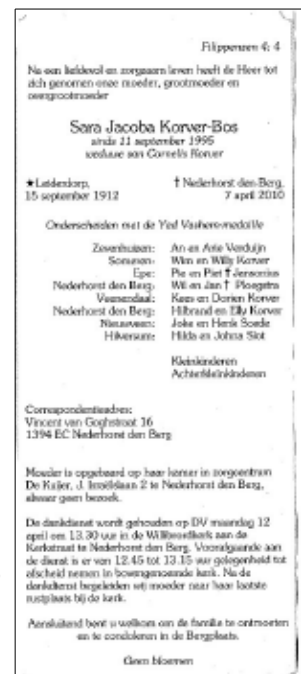 Filippenzen 4: 4
Na een liefdevol en zorgzaam leven heeft de Heer tot
zich genomen onze moeder, grootmoeder en
overgrootmoeder
Sara Jacoba Korver-Bos
sinds 11 september 1995
weduwe van Cornelis Korver
★Leiderdorp, † Nederhorst den Berg,
15 september 1912 7 april 2010
Onderscheiden met de Yad Vashem-medaille
Zevenhuizen: An en Arie Verduijn
Someren: Wim en Willy Korver
Epe: Pie en Piet † Jansonius
Nederhorst den Berg: Wil en Jan † Ploegstra
Veenendaal: Kees en Dorien Korver
Nederhorst den Berg: Hilbrand en Elly Korver
Nieuwveen: Joke en Henk Soede
Hilversum: Hilda en Johna Slot
Kleinkinderen
Achterkleinkinderen
Correspondentieadres:
Vincent van Goghstraat 16
1394 EC Nederhorst den Berg
Moeder is opgebaard op haar kamer in zorgcentrum
De Kuijer, J. Israëlslaan 2 te Nederhorst den Berg,
alwaar geen bezoek.
De dankdienst wordt gehouden op DV maandag 12
april om 13.30 uur in de Willibrordkerk aan de
Kerkstraat te Nederhorst den Berg. Voorafgaande aan
de dienst is er van 12.45 tot 13.15 uur gelegenheid tot
afscheid nemen in bovengenoemde kerk. Na de
dankdienst begeleiden wij moeder naar haar laatste
rustplaats bij de kerk.
Aansluitend bent u welkom om de familie te ontmoeten
en te condoleren in de Bergplaats.
Geen bloemen